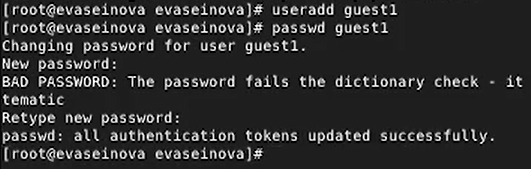 [root@evaseinova evaseinova]# useradd guest1
[root@evaseinova evaseinova]# passwd guest1
Changing password for user guest1.
New password:
BAD PASSWORD: The password fails the dictionary check - it
tematic
Retype new password:
passwd: all authentication tokens updated successfully.
[root@evaseinova evaseinova]#